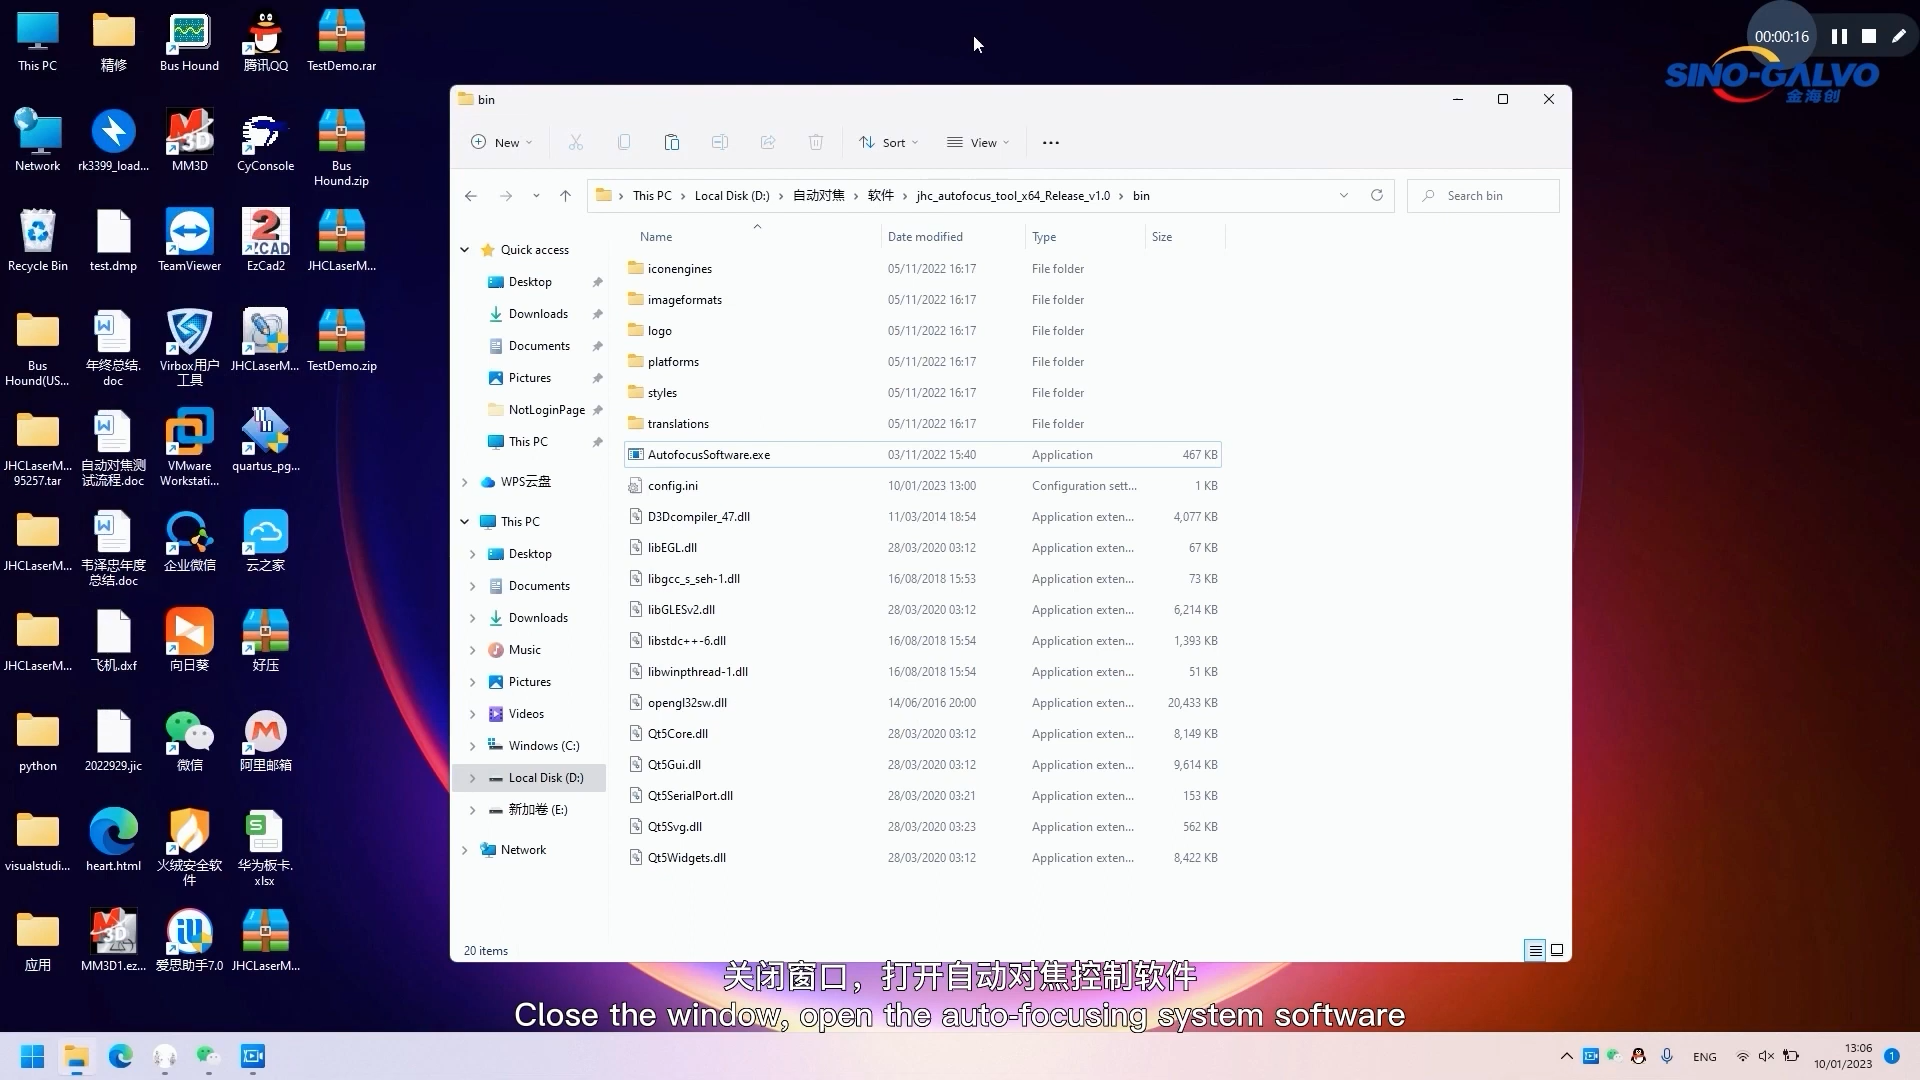 00:00:16
SINO-GALVO
金海创
This PC
精修
Bus Hound
腾讯QQ
TestDemo.rar
Network
rk3399_load...
MM3D
CyConsole
Bus
Hound.zip
Recycle Bin
test.dmp
TeamViewer
EzCad2
JHCLaserM...
Bus
Hound(US...
年终总结.
doc
Virbox用户
工具
JHCLaserM...
TestDemo.zip
JHCLaserM...
95257.tar
自动对焦测
试流程.doc
VMware
Workstati...
quartus_pg...
JHCLaserM...
韦泽忠年度
总结.doc
企业微信
云之家
JHCLaserM...
飞机.dxf
向日葵
好压
python
2022929.jic
微信
阿里邮箱
visualstudi...
heart.html
火绒安全软
件
华为板卡.
xlsx
应用
MM3D1.ez...
爱思助手7.0
JHCLaserM...
bin
New
Sort
View
This PC
Local Disk (D:)
自动对焦
软件
jhc_autofocus_tool_x64_Release_v1.0
bin
Search bin
Quick access
Desktop
Downloads
Documents
Pictures
NotLoginPage
This PC
WPS云盘
This PC
Desktop
Documents
Downloads
Music
Pictures
Videos
Windows (C:)
Local Disk (D:)
新加卷 (E:)
Network
Name Date modified Type Size
iconengines 05/11/2022 16:17 File folder
imageformats 05/11/2022 16:17 File folder
logo 05/11/2022 16:17 File folder
platforms 05/11/2022 16:17 File folder
styles 05/11/2022 16:17 File folder
translations 05/11/2022 16:17 File folder
AutofocusSoftware.exe 03/11/2022 15:40 Application 467 KB
config.ini 10/01/2023 13:00 Configuration sett... 1 KB
D3Dcompiler_47.dll 11/03/2014 18:54 Application exten... 4,077 KB
libEGL.dll 28/03/2020 03:12 Application exten... 67 KB
libgcc_s_seh-1.dll 16/08/2018 15:53 Application exten... 73 KB
libGLESv2.dll 28/03/2020 03:12 Application exten... 6,214 KB
libstdc++-6.dll 16/08/2018 15:54 Application exten... 1,393 KB
libwinpthread-1.dll 16/08/2018 15:54 Application exten... 51 KB
opengl32sw.dll 14/06/2016 20:00 Application exten... 20,433 KB
Qt5Core.dll 28/03/2020 03:12 Application exten... 8,149 KB
Qt5Gui.dll 28/03/2020 03:12 Application exten... 9,614 KB
Qt5SerialPort.dll 28/03/2020 03:21 Application exten... 153 KB
Qt5Svg.dll 28/03/2020 03:23 Application exten... 562 KB
Qt5Widgets.dll 28/03/2020 03:12 Application exten... 8,422 KB
20 items
关闭窗口，打开自动对焦控制软件
Close the window, open the auto-focusing system software
ENG
13:06
10/01/2023
1